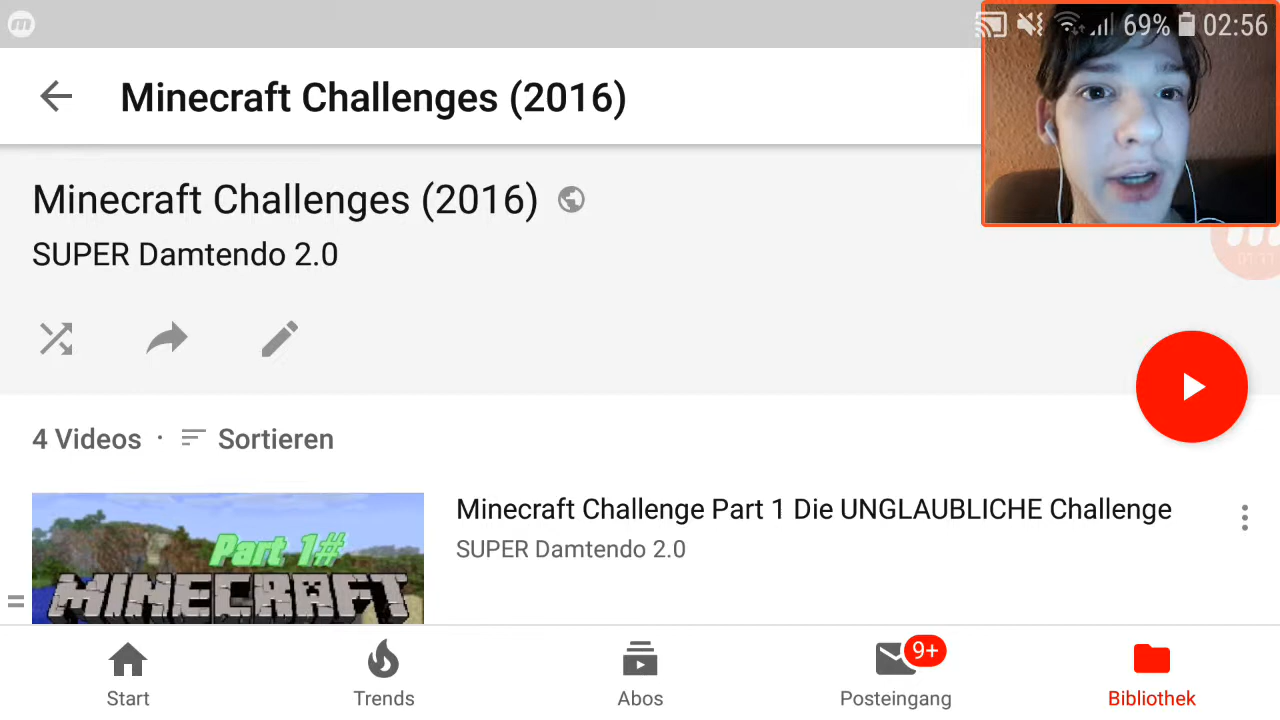 69% 02:56
Minecraft Challenges (2016)
Minecraft Challenges (2016)
SUPER Damtendo 2.0
4 Videos · Sortieren
Minecraft Challenge Part 1 Die UNGLAUBLICHE Challenge
SUPER Damtendo 2.0
Part 1#
MINECRAFT
9+
Start Trends Abos Posteingang Bibliothek